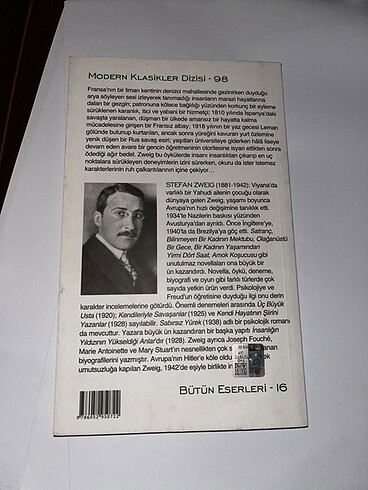 MODERN KLASIKLER DIZISI - 98
Fransa'nın bir liman kentinin denizci mahallesinde gezinirken duyduğu
arya söyleyen sesi izleyerek tanımadığı insanların marazi hayatlarına
dalan bir gezgin; patronuna kölece bağlılığı yüzünden korkunç bir eyleme
sürüklenen karanlık, itici ve yabani bir hizmetçi; 1810 yılında İspanya'daki
savaşta yaralanan, düşman bir ülkede amansız bir hayatta kalma
mücadelesine girişen bir Fransız albay; 1918 yılının bir yaz gecesi Leman
gölünde bulunup kurtarılan, ancak sonra yüreğini kavuran yurt özlemine
yenik düşen bir Rus savaş esiri; yaşlıları üniversiteye giderken hâlâ liseye
devam eden avare bir gencin öğretmeninin otoritesine isyan ettikten sonra
ödediği ağır bedel. Zweig bu öykülerde insanı insanlıktan çıkarıp en uç
noktalara sürükleyen deneyimlerin izini sürerken, okuru da ister istemez
karakterlerinin ruh çalkantılarının içine çekiyor...
STEFAN ZWEIG (1881-1942): Viyana'da
varlıklı bir Yahudi ailenin çocuğu olarak
dünyaya gelen Zweig, yaşamı boyunca
Avrupa'nın hızlı değişimine tanıklık etti.
1934'te Nazilerin baskısı yüzünden
Avusturya'dan ayrıldı. Önce İngiltere'ye,
1940'ta da Brezilya'ya göç etti. Satranç,
Bilinmeyen Bir Kadının Mektubu, Olağanüstü
Bir Gece, Bir Kadının Yaşamından
Yirmi Dört Saat, Amok Koşucusu gibi
unutulmaz novellaları ona büyük bir
ün kazandırdı. Novella, öykü, deneme,
biyografi ve oyun gibi farklı türlerde çok
sayıda yetkin ürün verdi. Psikolojiye ve
Freud'un öğretisine duyduğu ilgi onu derin
karakter incelemelerine götürdü. Önemli denemeleri arasında Üç Büyük
Usta (1920); Kendileriyle Savaşanlar (1925) ve Kendi Hayatının Şiirini
Yazanlar (1928) sayılabilir. Sabırsız Yürek (1938) adlı bir psikolojik romanı
da mevcuttur. Yazara büyük ün kazandıran bir başka yapıtı İnsanlığın
Yıldızının Yükseldiği Anlar'dır (1928). Zweig ayrıca Joseph Fouché,
Marie Antoinette ve Mary Stuart'ın nesnellikten çok
biyografilerini yazmıştır. Avrupa'nın Hitler'e köle oldu
umutsuzluğa kapılan Zweig, 1942'de eşiyle birlikte
BÜTÜN ESERLERI - 16
9786052950722